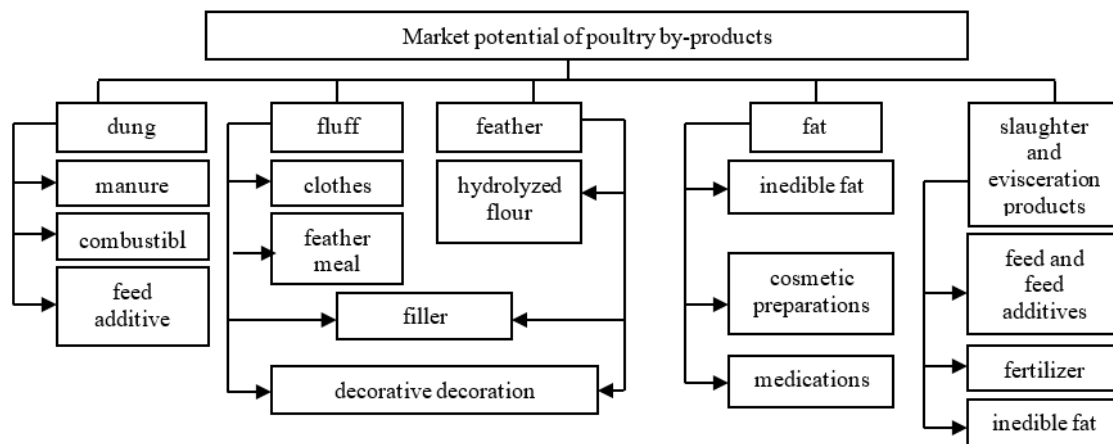 Market potential of poultry by-products
dung
fluff
feather
fat
slaughter
and
evisceration
products
manure
combustibl
feed
additive
clothes
feather
meal
hydrolyzed
flour
filler
decorative decoration
inedible fat
cosmetic
preparations
medications
feed and
feed
additives
fertilizer
inedible fat